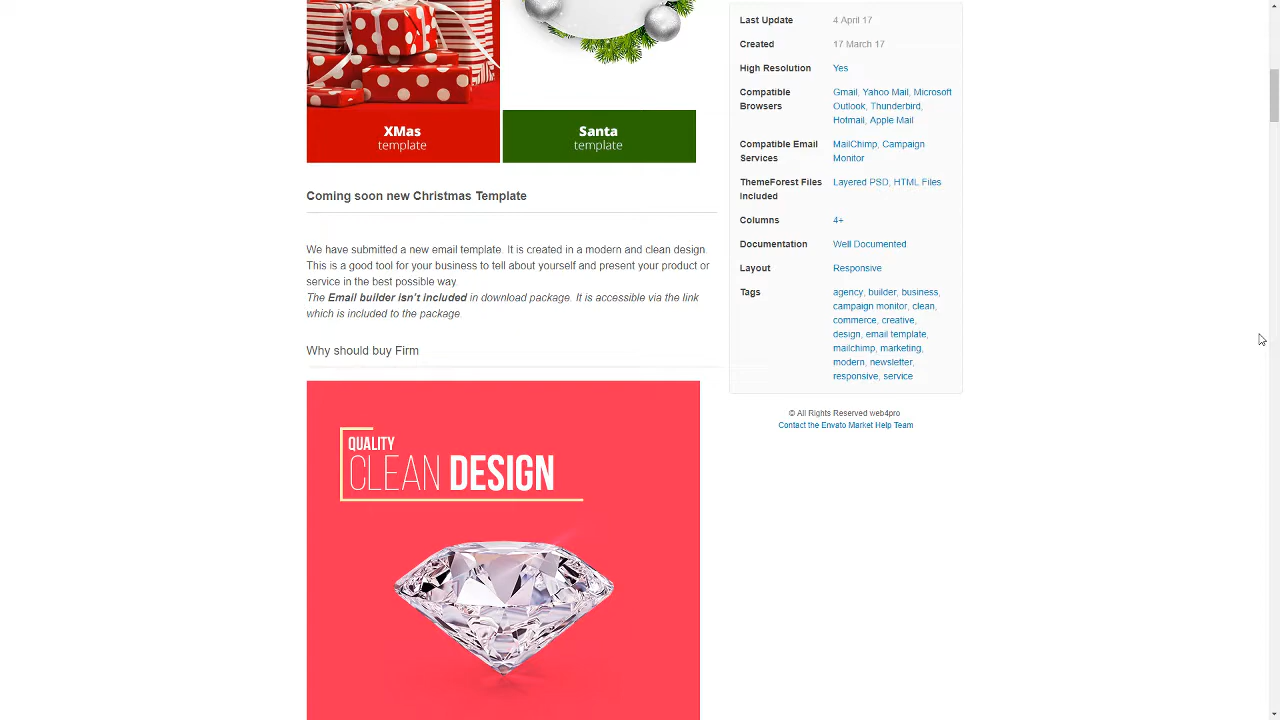 XMas
template
Santa
template
Coming soon new Christmas Template
We have submitted a new email template. It is created in a modern and clean design.
This is a good tool for your business to tell about yourself and present your product or
service in the best possible way.
The Email builder isn't included in download package. It is accessible via the link
which is included to the package.
Why should buy Firm
QUALITY
CLEAN DESIGN
Last Update 4 April 17
Created 17 March 17
High Resolution Yes
Compatible Gmail, Yahoo Mail, Microsoft
Browsers Outlook, Thunderbird,
Hotmail, Apple Mail
Compatible Email MailChimp, Campaign
Services Monitor
ThemeForest Files Layered PSD, HTML Files
Included
Columns 4+
Documentation Well Documented
Layout Responsive
Tags agency, builder, business,
campaign monitor, clean,
commerce, creative,
design, email template,
mailchimp, marketing,
modern, newsletter,
responsive, service
© All Rights Reserved web4pro
Contact the Envato Market Help Team